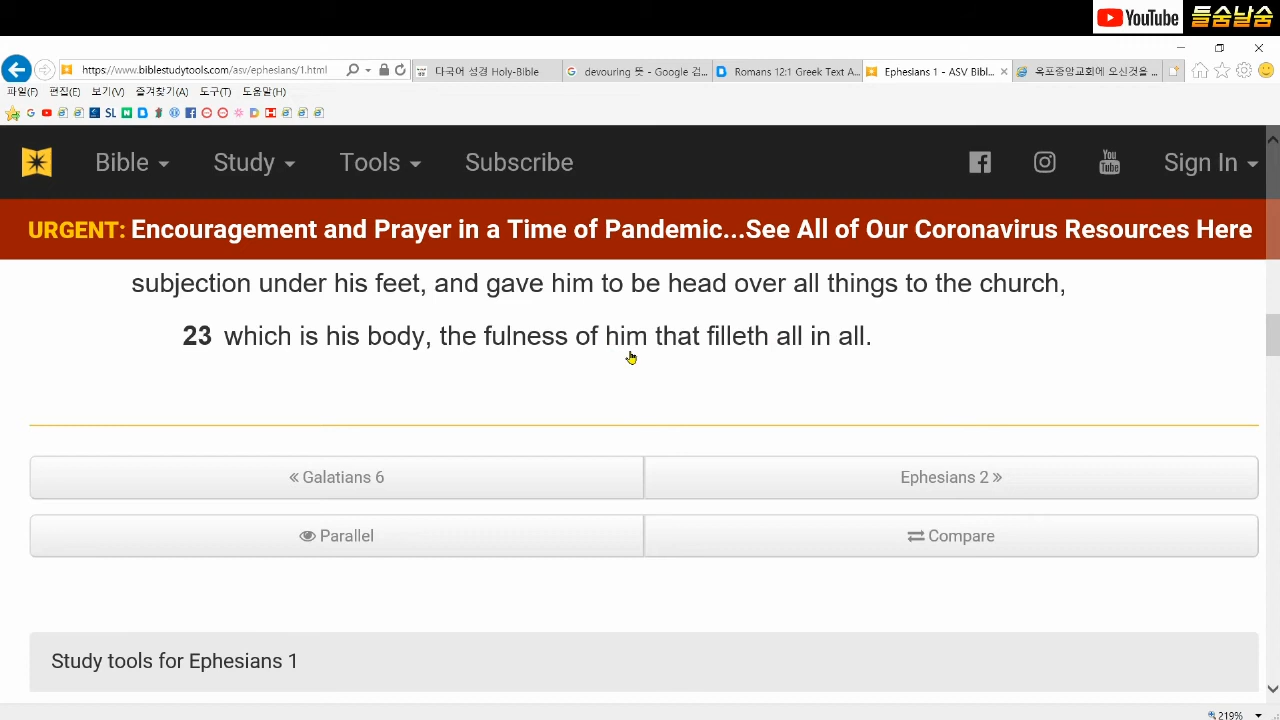 YouTube 들숨날숨
https://www.biblestudytools.com/asv/ephesians/1.html
다국어 성경 Holy-Bible
devouring 뜻 - Google 검...
Romans 12:1 Greek Text A...
Ephesians 1 - ASV Bibl...
옥포중앙교회에 오신것을 ...
파일(F) 편집(E) 보기(V) 즐겨찾기(A) 도구(T) 도움말(H)
Bible Study Tools Subscribe You Tube Sign In
URGENT: Encouragement and Prayer in a Time of Pandemic...See All of Our Coronavirus Resources Here
subjection under his feet, and gave him to be head over all things to the church,
23 which is his body, the fulness of him that filleth all in all.
« Galatians 6 Ephesians 2 »
Parallel Compare
Study tools for Ephesians 1
219%